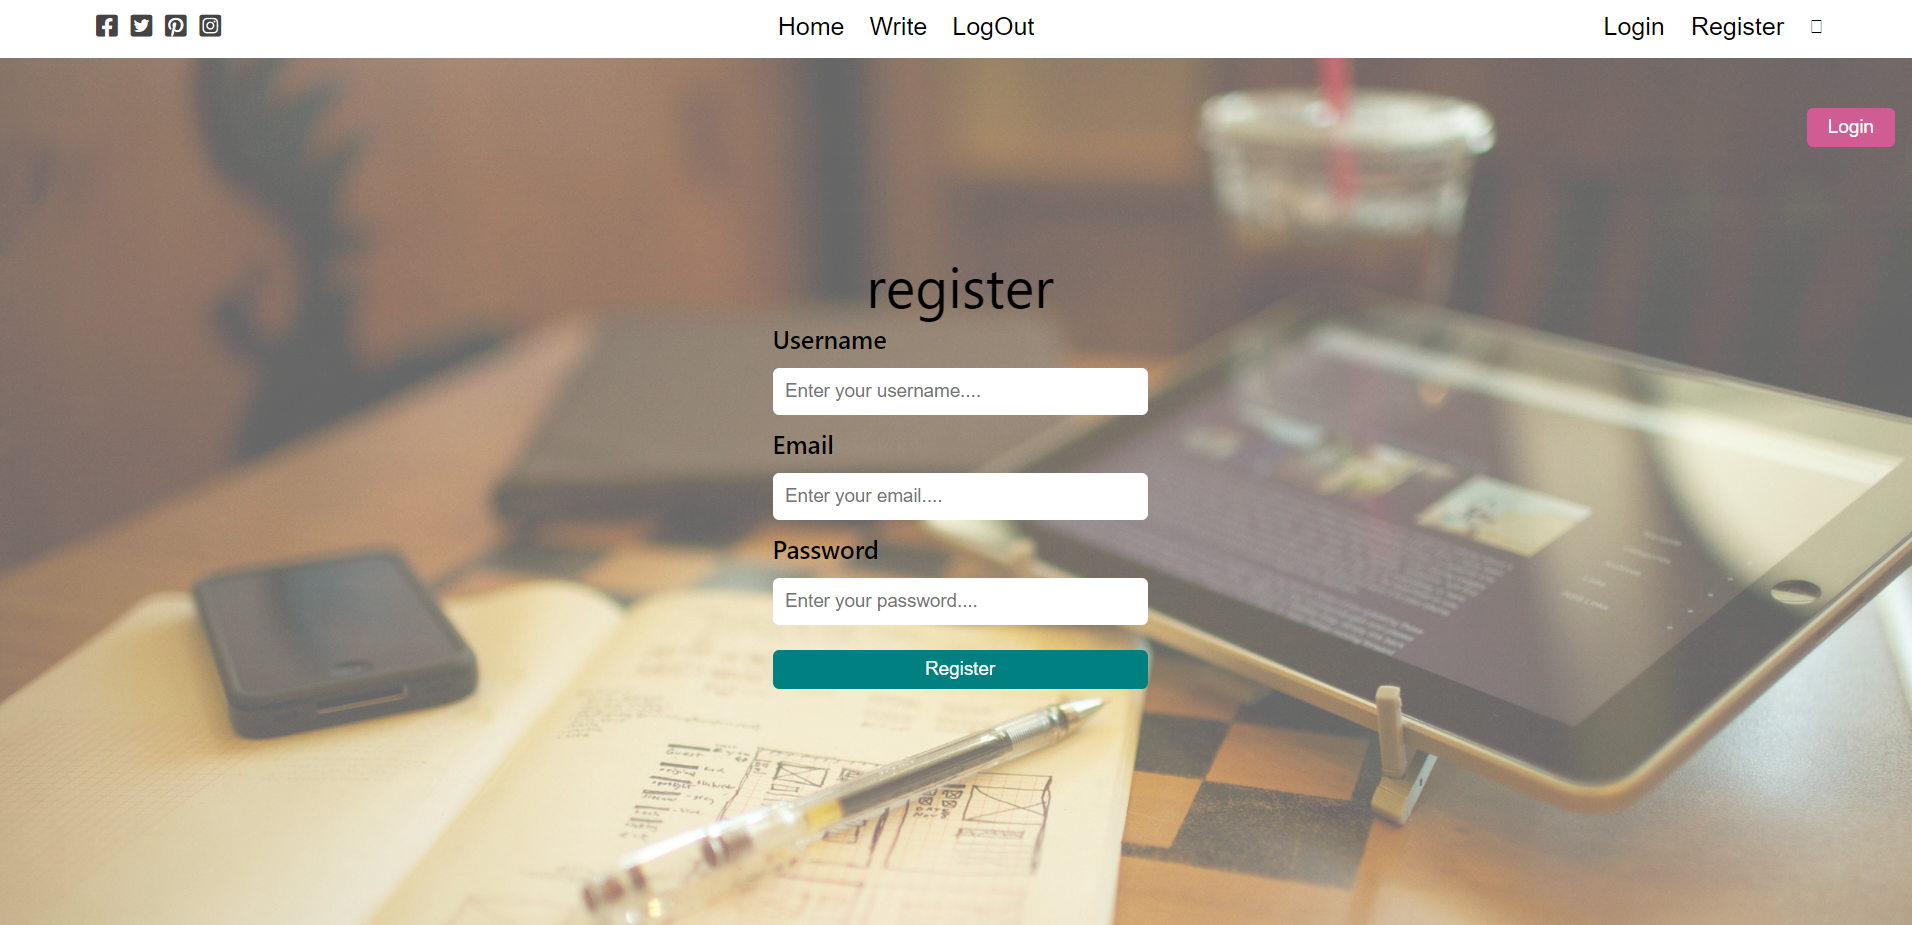 Home Write LogOut Login Register
Login
register
Username
Enter your username....
Email
Enter your email....
Password
Enter your password....
Register